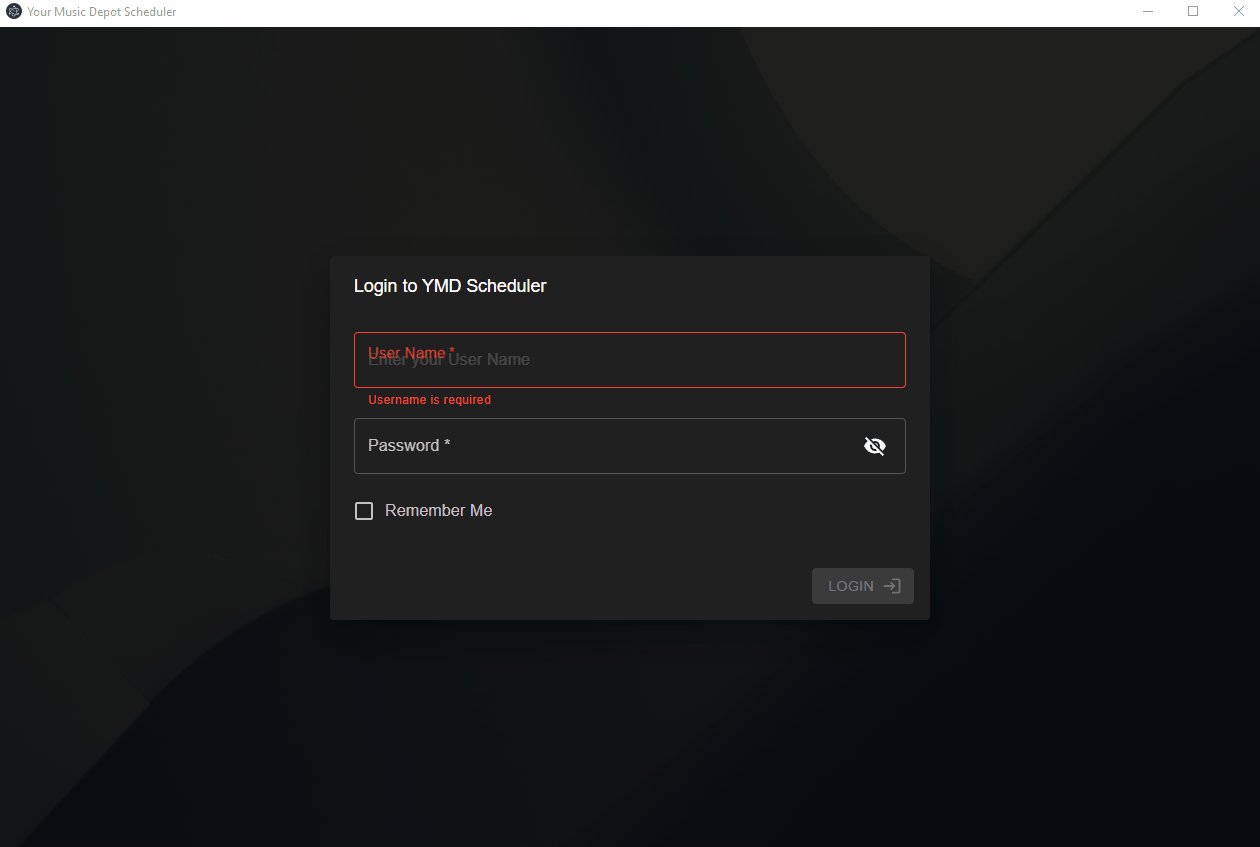 Your Music Depot Scheduler
Login to YMD Scheduler
User Name *
Enter your User Name
Username is required
Password *
Remember Me
LOGIN